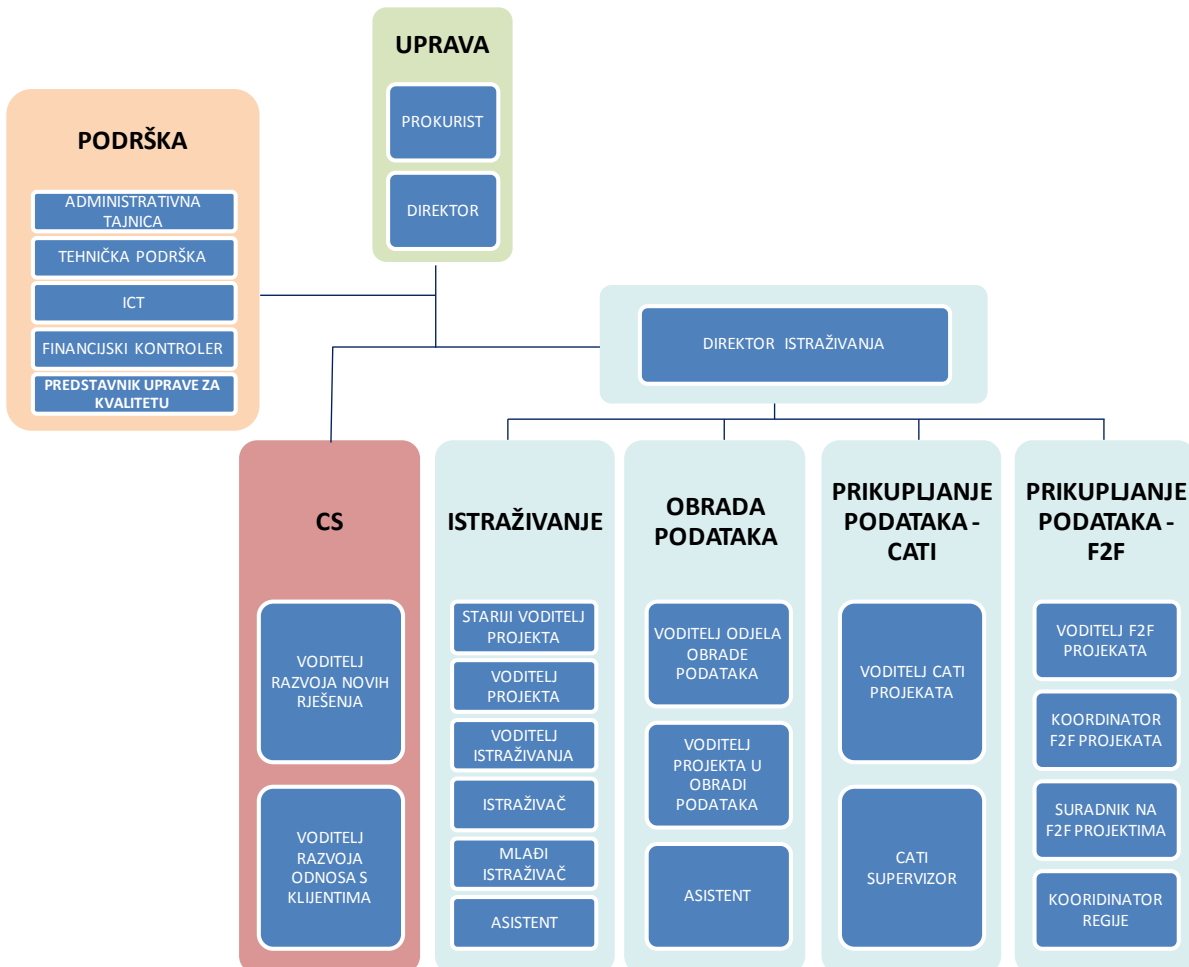 UPRAVA
PROKURIST
DIREKTOR
PODRŠKA
ADMINISTRATIVNA
TAJNICA
TEHNIČKA PODRŠKA
ICT
FINANCIJSKI KONTROLER
PREDSTAVNIK UPRAVE ZA
KVALITETU
DIREKTOR ISTRAŽIVANJA
CS
VODITELJ
RAZVOJA NOVIH
RJEŠENJA
VODITELJ
RAZVOJA
ODNOSA S
KLIJENTIMA
ISTRAŽIVANJE
STARIJI VODITELJ
PROJEKTA
VODITELJ
PROJEKTA
VODITELJ
ISTRAŽIVANJA
ISTRAŽIVAČ
MLAĐI
ISTRAŽIVAČ
ASISTENT
OBRADA
PODATAKA
VODITELJ ODJELA
OBRADE
PODATAKA
VODITELJ
PROJEKTA U
OBRADI
PODATAKA
ASISTENT
PRIKUPLJANJE
PODATAKA -
CATI
VODITELJ CATI
PROJEKATA
CATI
SUPERVIZOR
PRIKUPLJANJE
PODATAKA -
F2F
VODITELJ F2F
PROJEKATA
KOORDINATOR
F2F PROJEKATA
SURADNIK NA
F2F PROJEKTIMA
KOORIDINATOR
REGIJE